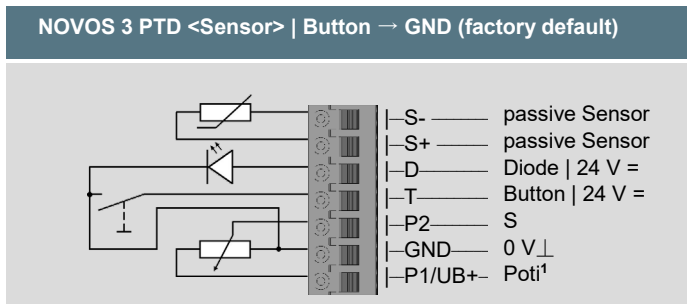 NOVOS 3 PTD <Sensor> | Button → GND (factory default)
S- passive Sensor
S+ passive Sensor
D Diode | 24 V =
T Button | 24 V =
P2 S
GND 0 V⊥
P1/UB+ Poti¹